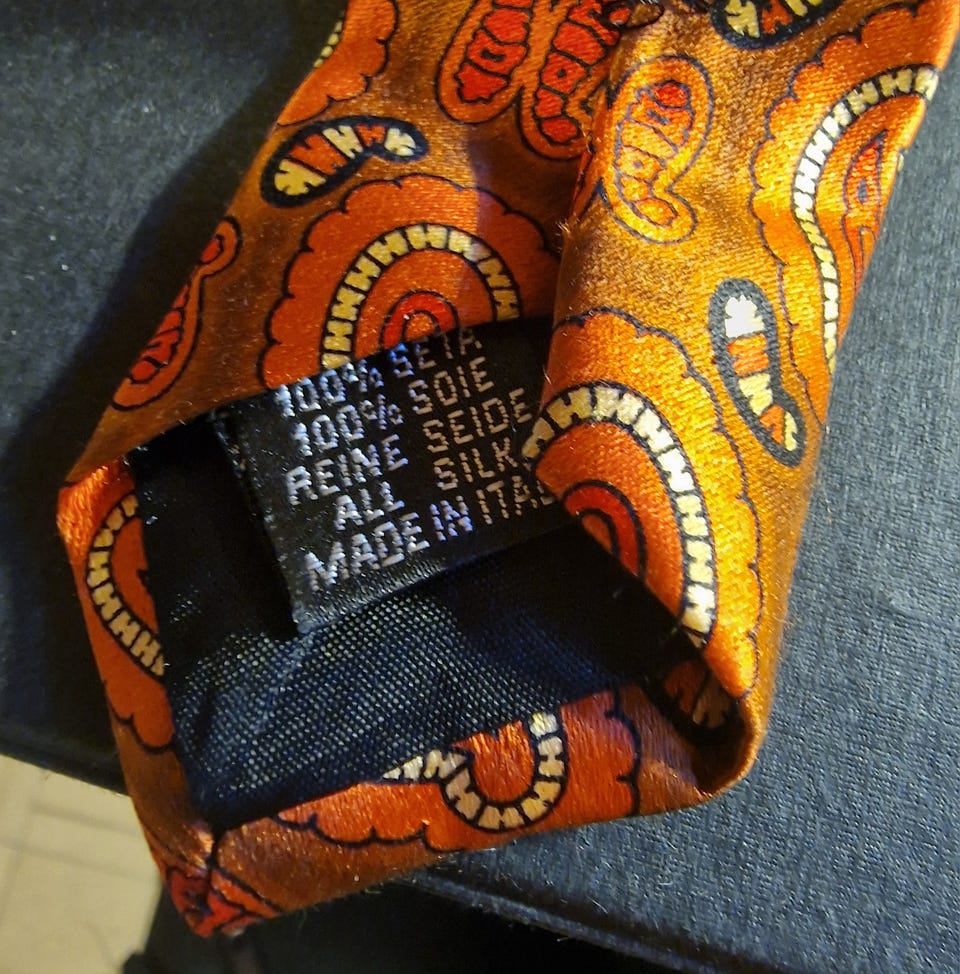 100% SETA
100% SOIE
REINE SEIDE
ALL SILK
MADE IN ITA